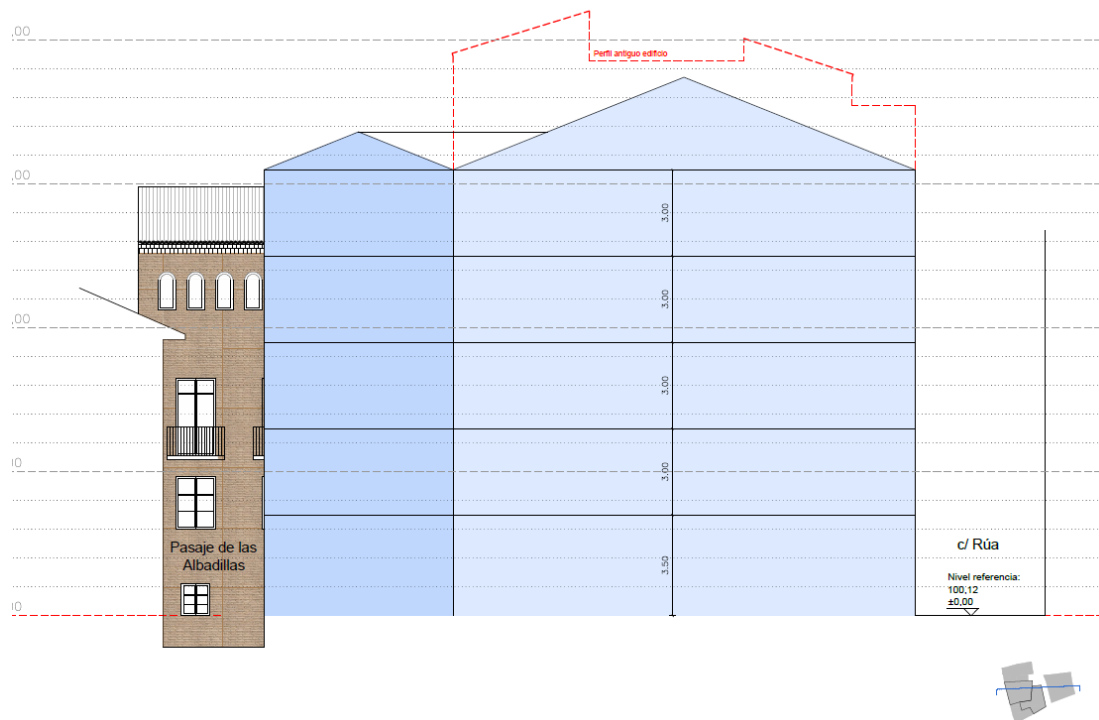 ,00
Perfil antiguo edificio
,00
3.00
3.00
,00
3.00
3.00
00
Pasaje de las
Albadillas
3.50
c/ Rúa
Nivel referencia:
100,12
±0,00
00